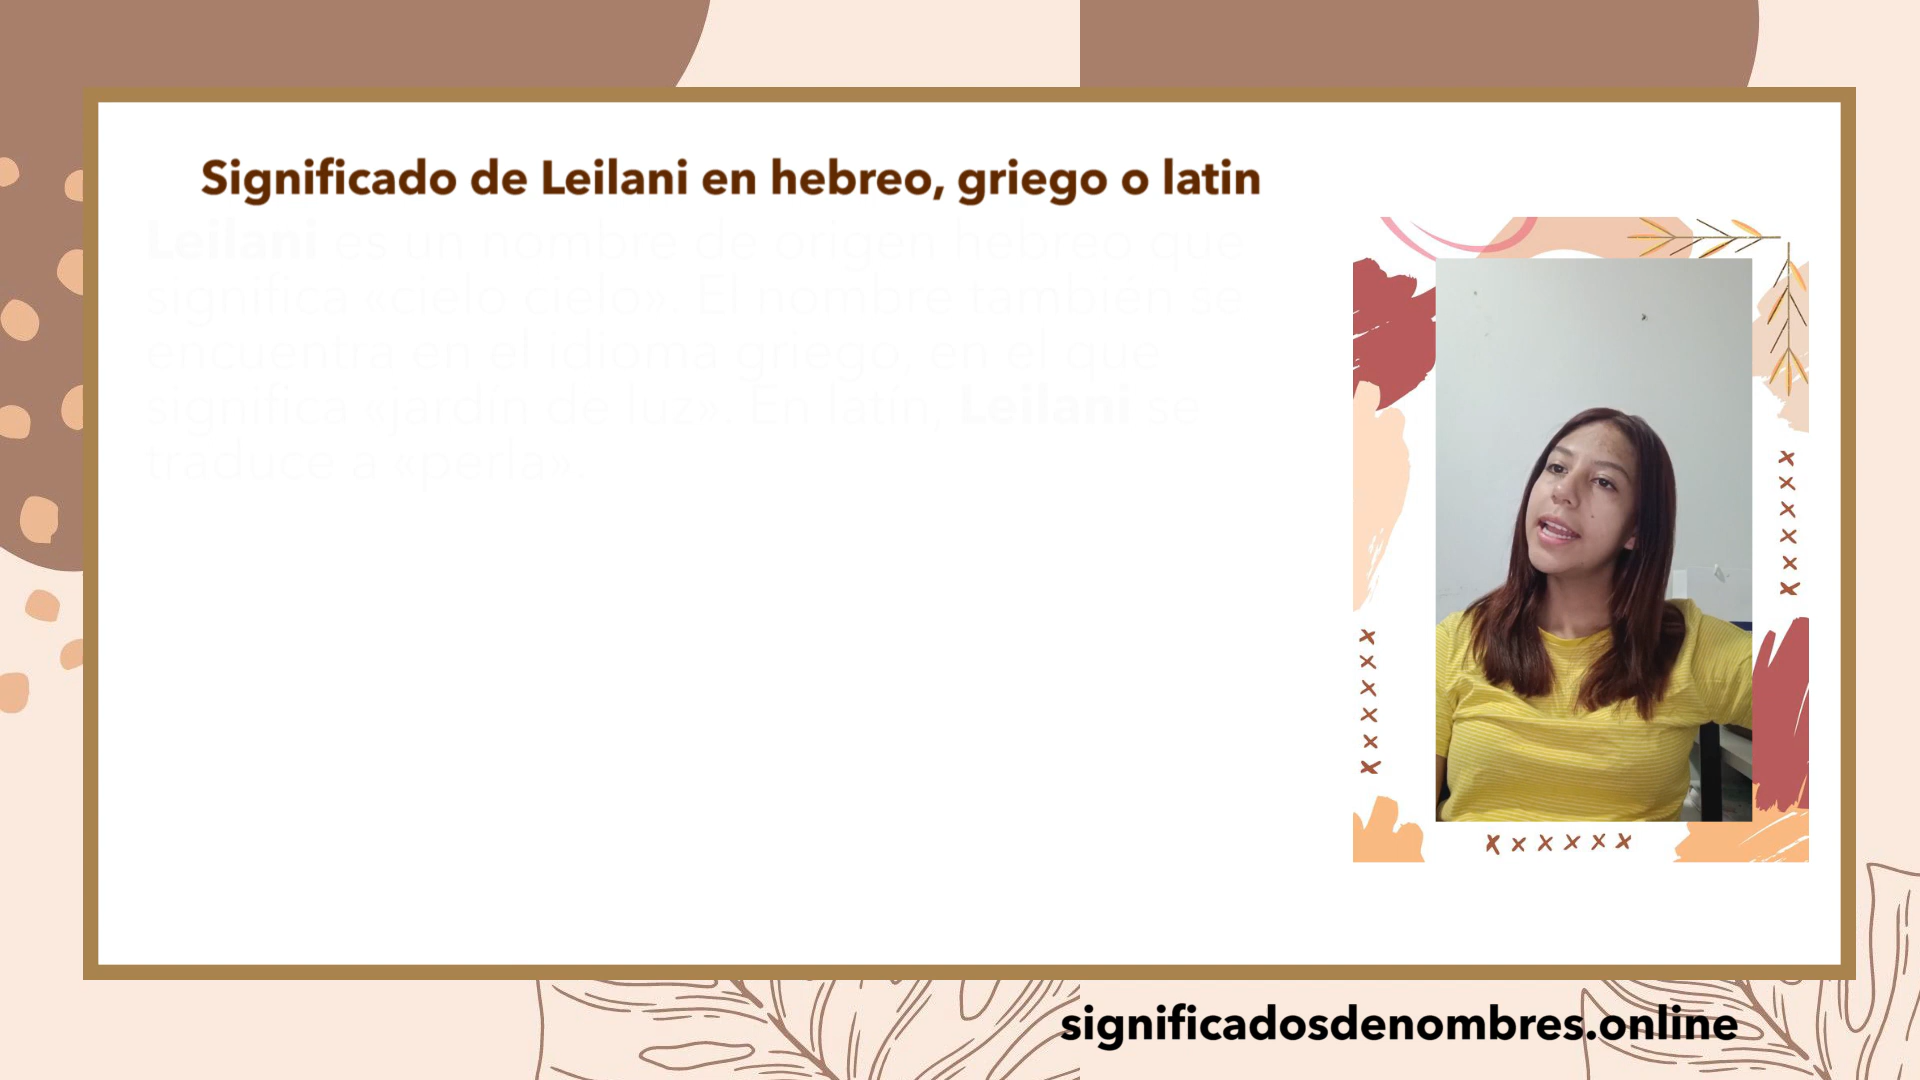 Significado de Leilani en hebreo, griego o latin
Leilani es un nombre de origen hebreo que
significa «cielo cielo». El nombre también se
encuentra en el idioma griego, en el que
significa «jardín de luz». En latín, Leilani se
traduce a «perla».
significadosdenombres.online